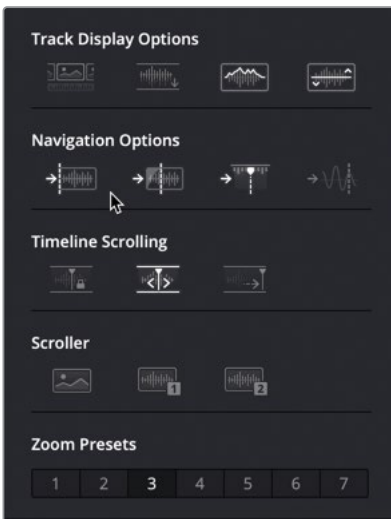 Track Display Options
Navigation Options
Timeline Scrolling
Scroller
1 2
Zoom Presets
1 2 3 4 5 6 7